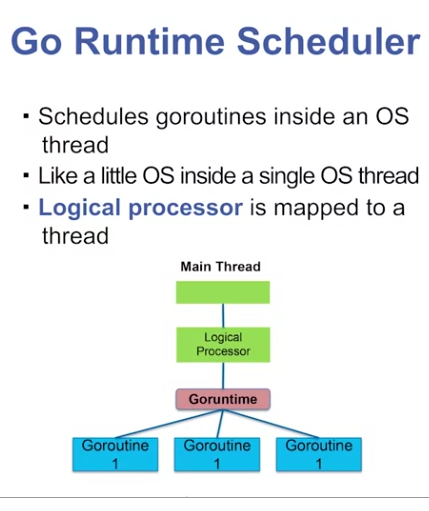 Go Runtime Scheduler
▪ Schedules goroutines inside an OS
thread
▪ Like a little OS inside a single OS thread
▪ Logical processor is mapped to a
thread
Main Thread
Logical
Processor
Goruntime
Goroutine
1
Goroutine
1
Goroutine
1